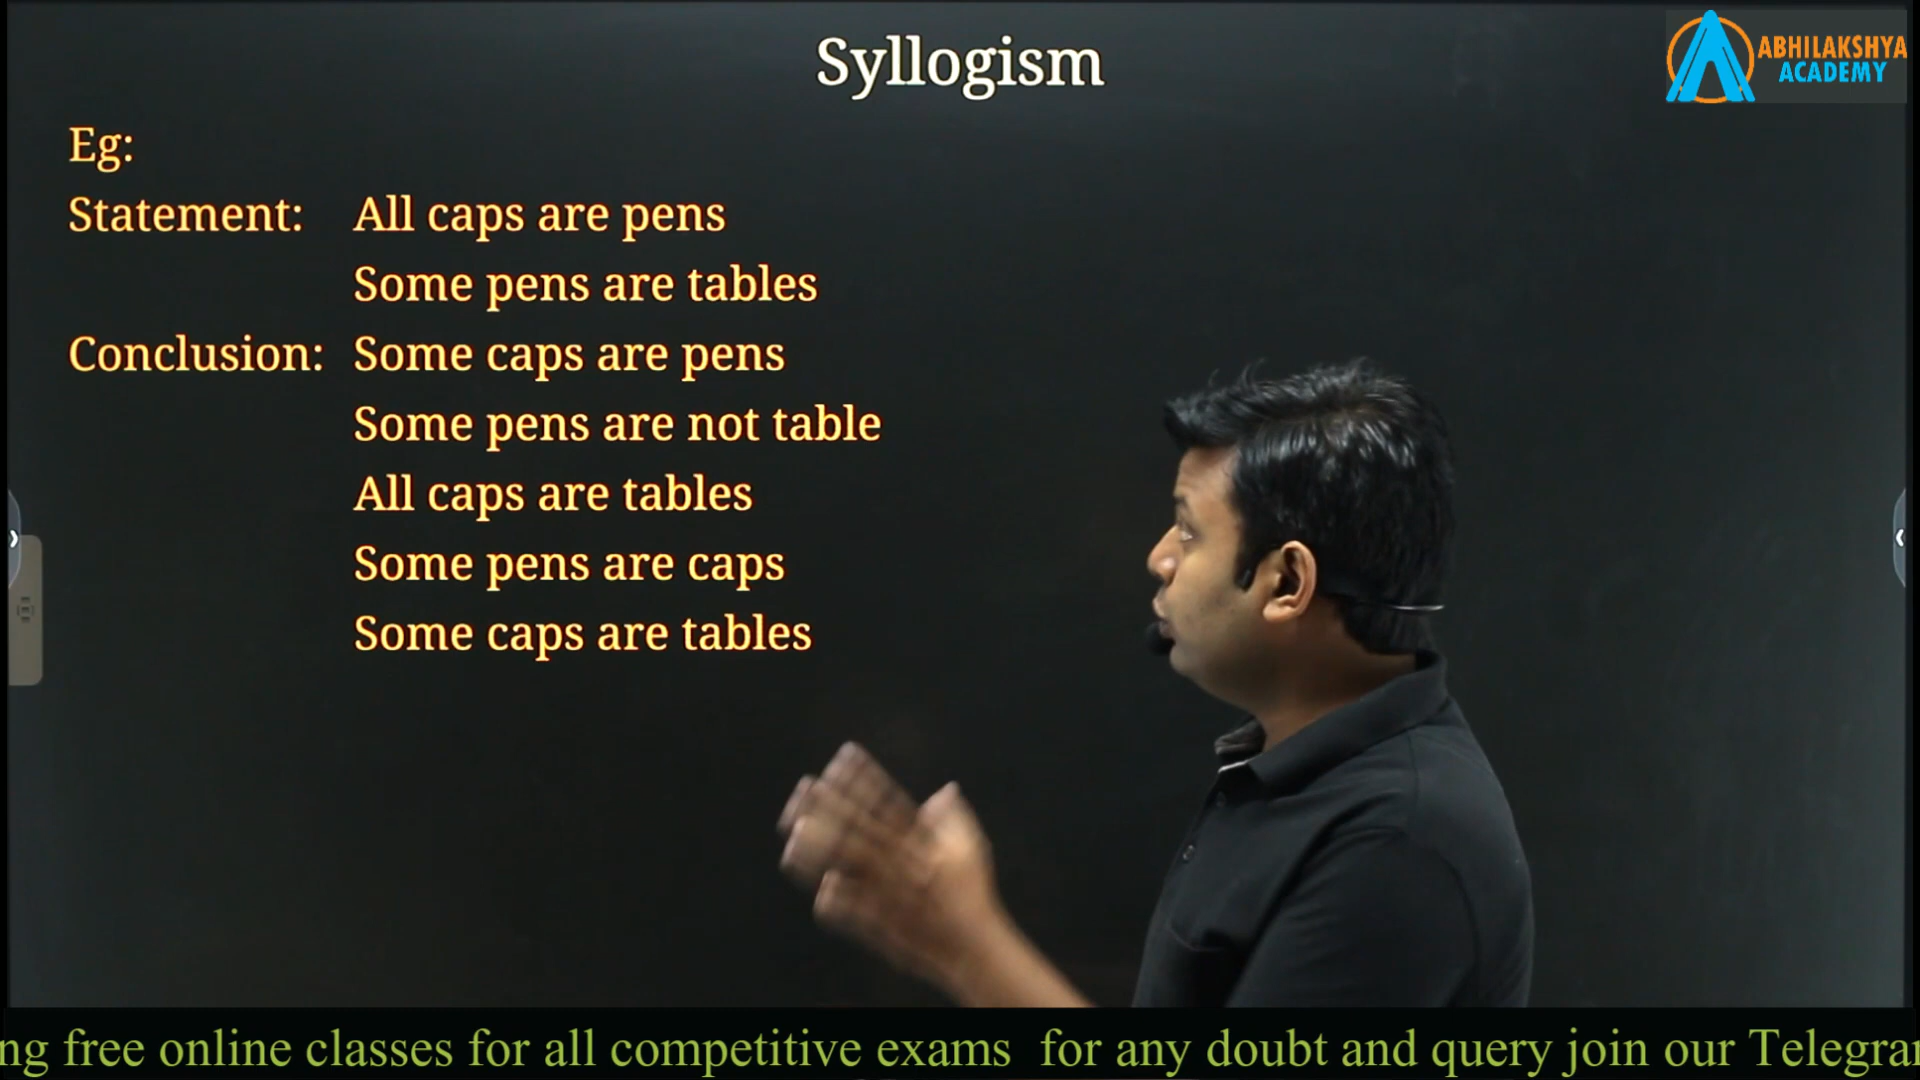 Syllogism
ABHILAKSHYA
ACADEMY
Eg:
Statement: All caps are pens
Some pens are tables
Conclusion: Some caps are pens
Some pens are not table
All caps are tables
Some pens are caps
Some caps are tables
ng free online classes for all competitive exams for any doubt and query join our Telegra